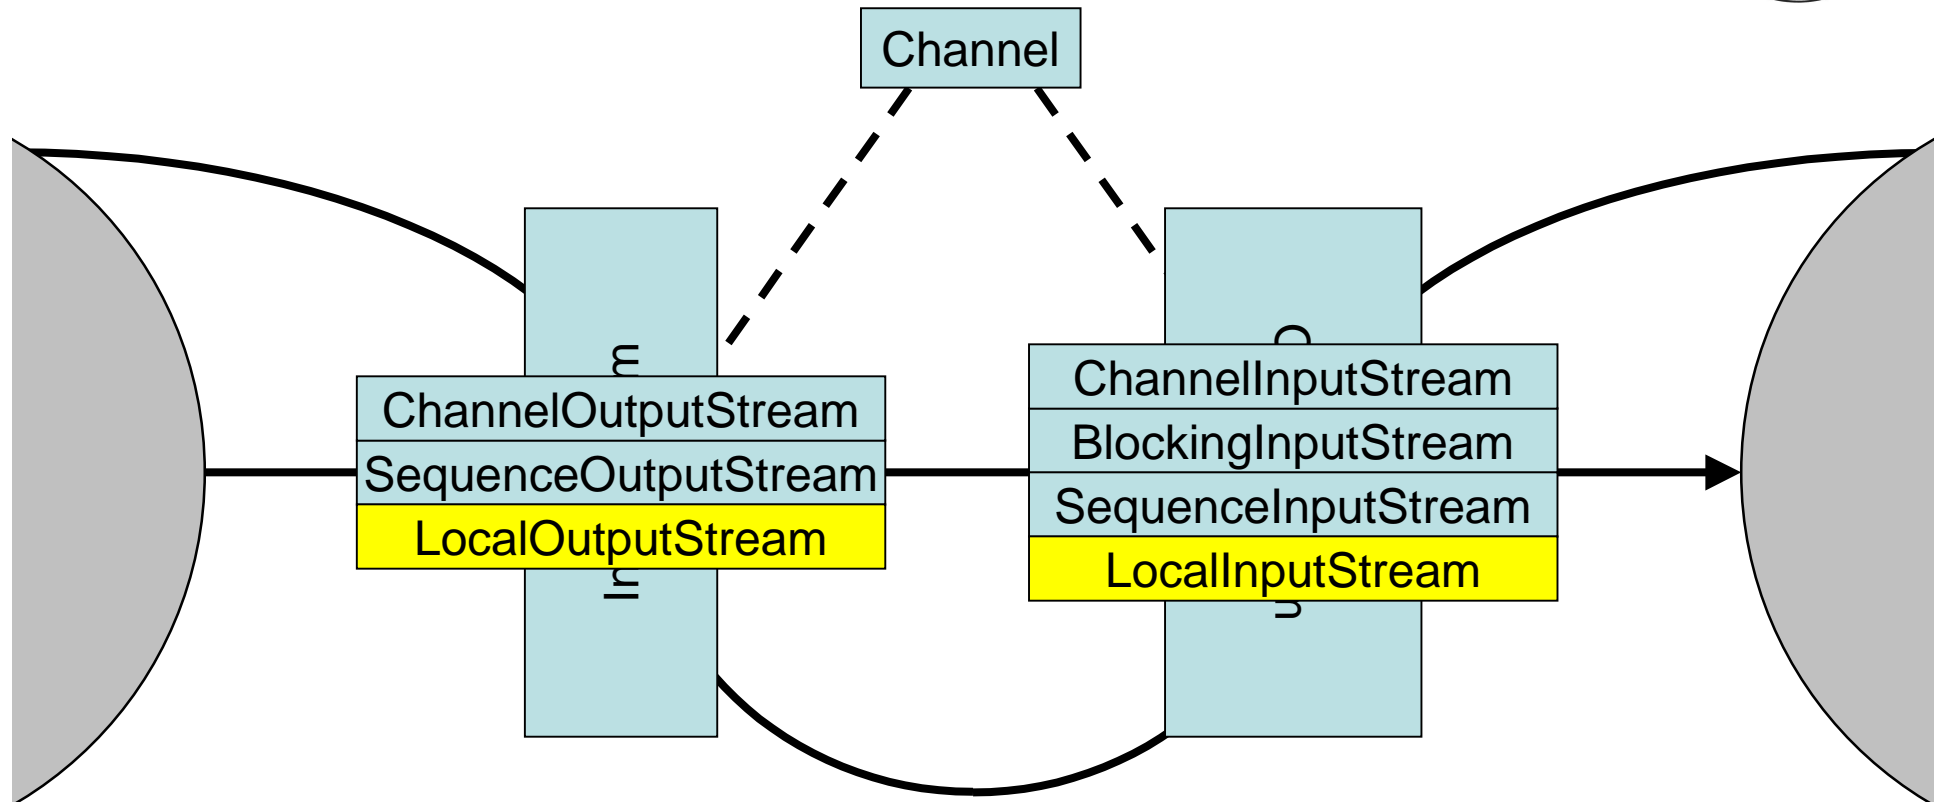 Channel
ChannelOutputStream
SequenceOutputStream
LocalOutputStream
ChannelInputStream
BlockingInputStream
SequenceInputStream
LocalInputStream